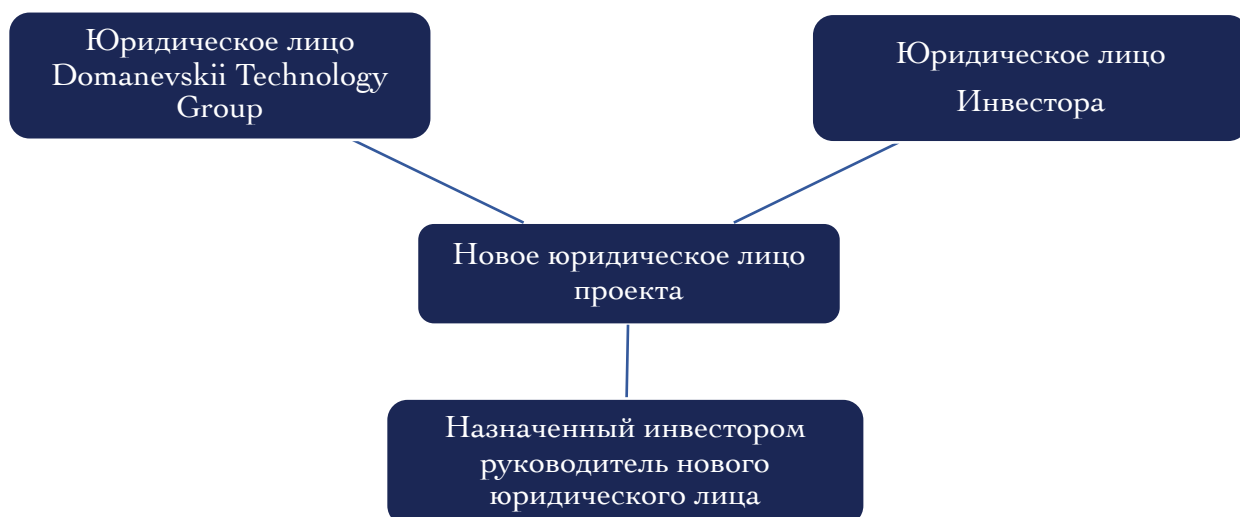 Юридическое лицо
Domanevskii Technology
Group
Юридическое лицо
Инвестора
Новое юридическое лицо
проекта
Назначенный инвестором
руководитель нового
юридического лица